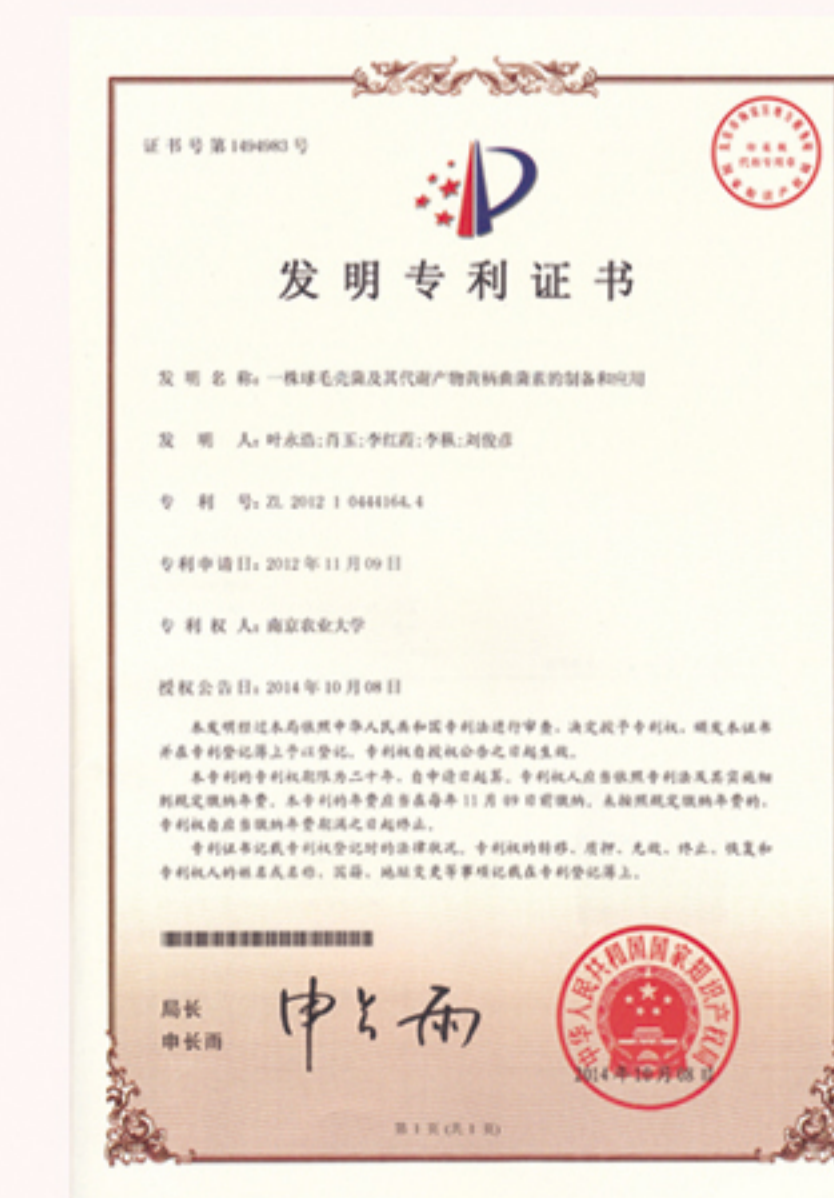 证书号第1494983号
发明专利证书
发明名称：一株球毛壳菌及其代谢产物黄柄曲菌素的制备和应用
发明人：叶永浩;肖玉;李红霞;李飙;刘俊彦
专利号：ZL 2012 1 0444164.4
专利申请日：2012年11月09日
专利权人：南京农业大学
授权公告日：2014年10月08日
本发明经过本局依照中华人民共和国专利法进行审查，决定授予专利权，颁发本证书
并在专利登记簿上予以登记。专利权自授权公告之日起生效。
本专利的专利权期限为二十年，自申请日起算。专利权人应当依照专利法及其实施细
则规定缴纳年费。本专利的年费应当在每年11月09日前缴纳。未按照规定缴纳年费的，
专利权自应当缴纳年费期满之日起终止。
专利证书记载专利权登记时的法律状况。专利权的转移、质押、无效、终止、恢复和
专利权人的姓名或名称、国籍、地址变更等事项记载在专利登记簿上。
局长
申长雨
申长雨
中华人民共和国国家知识产权局
2014年10月08日
第1页(共1页)